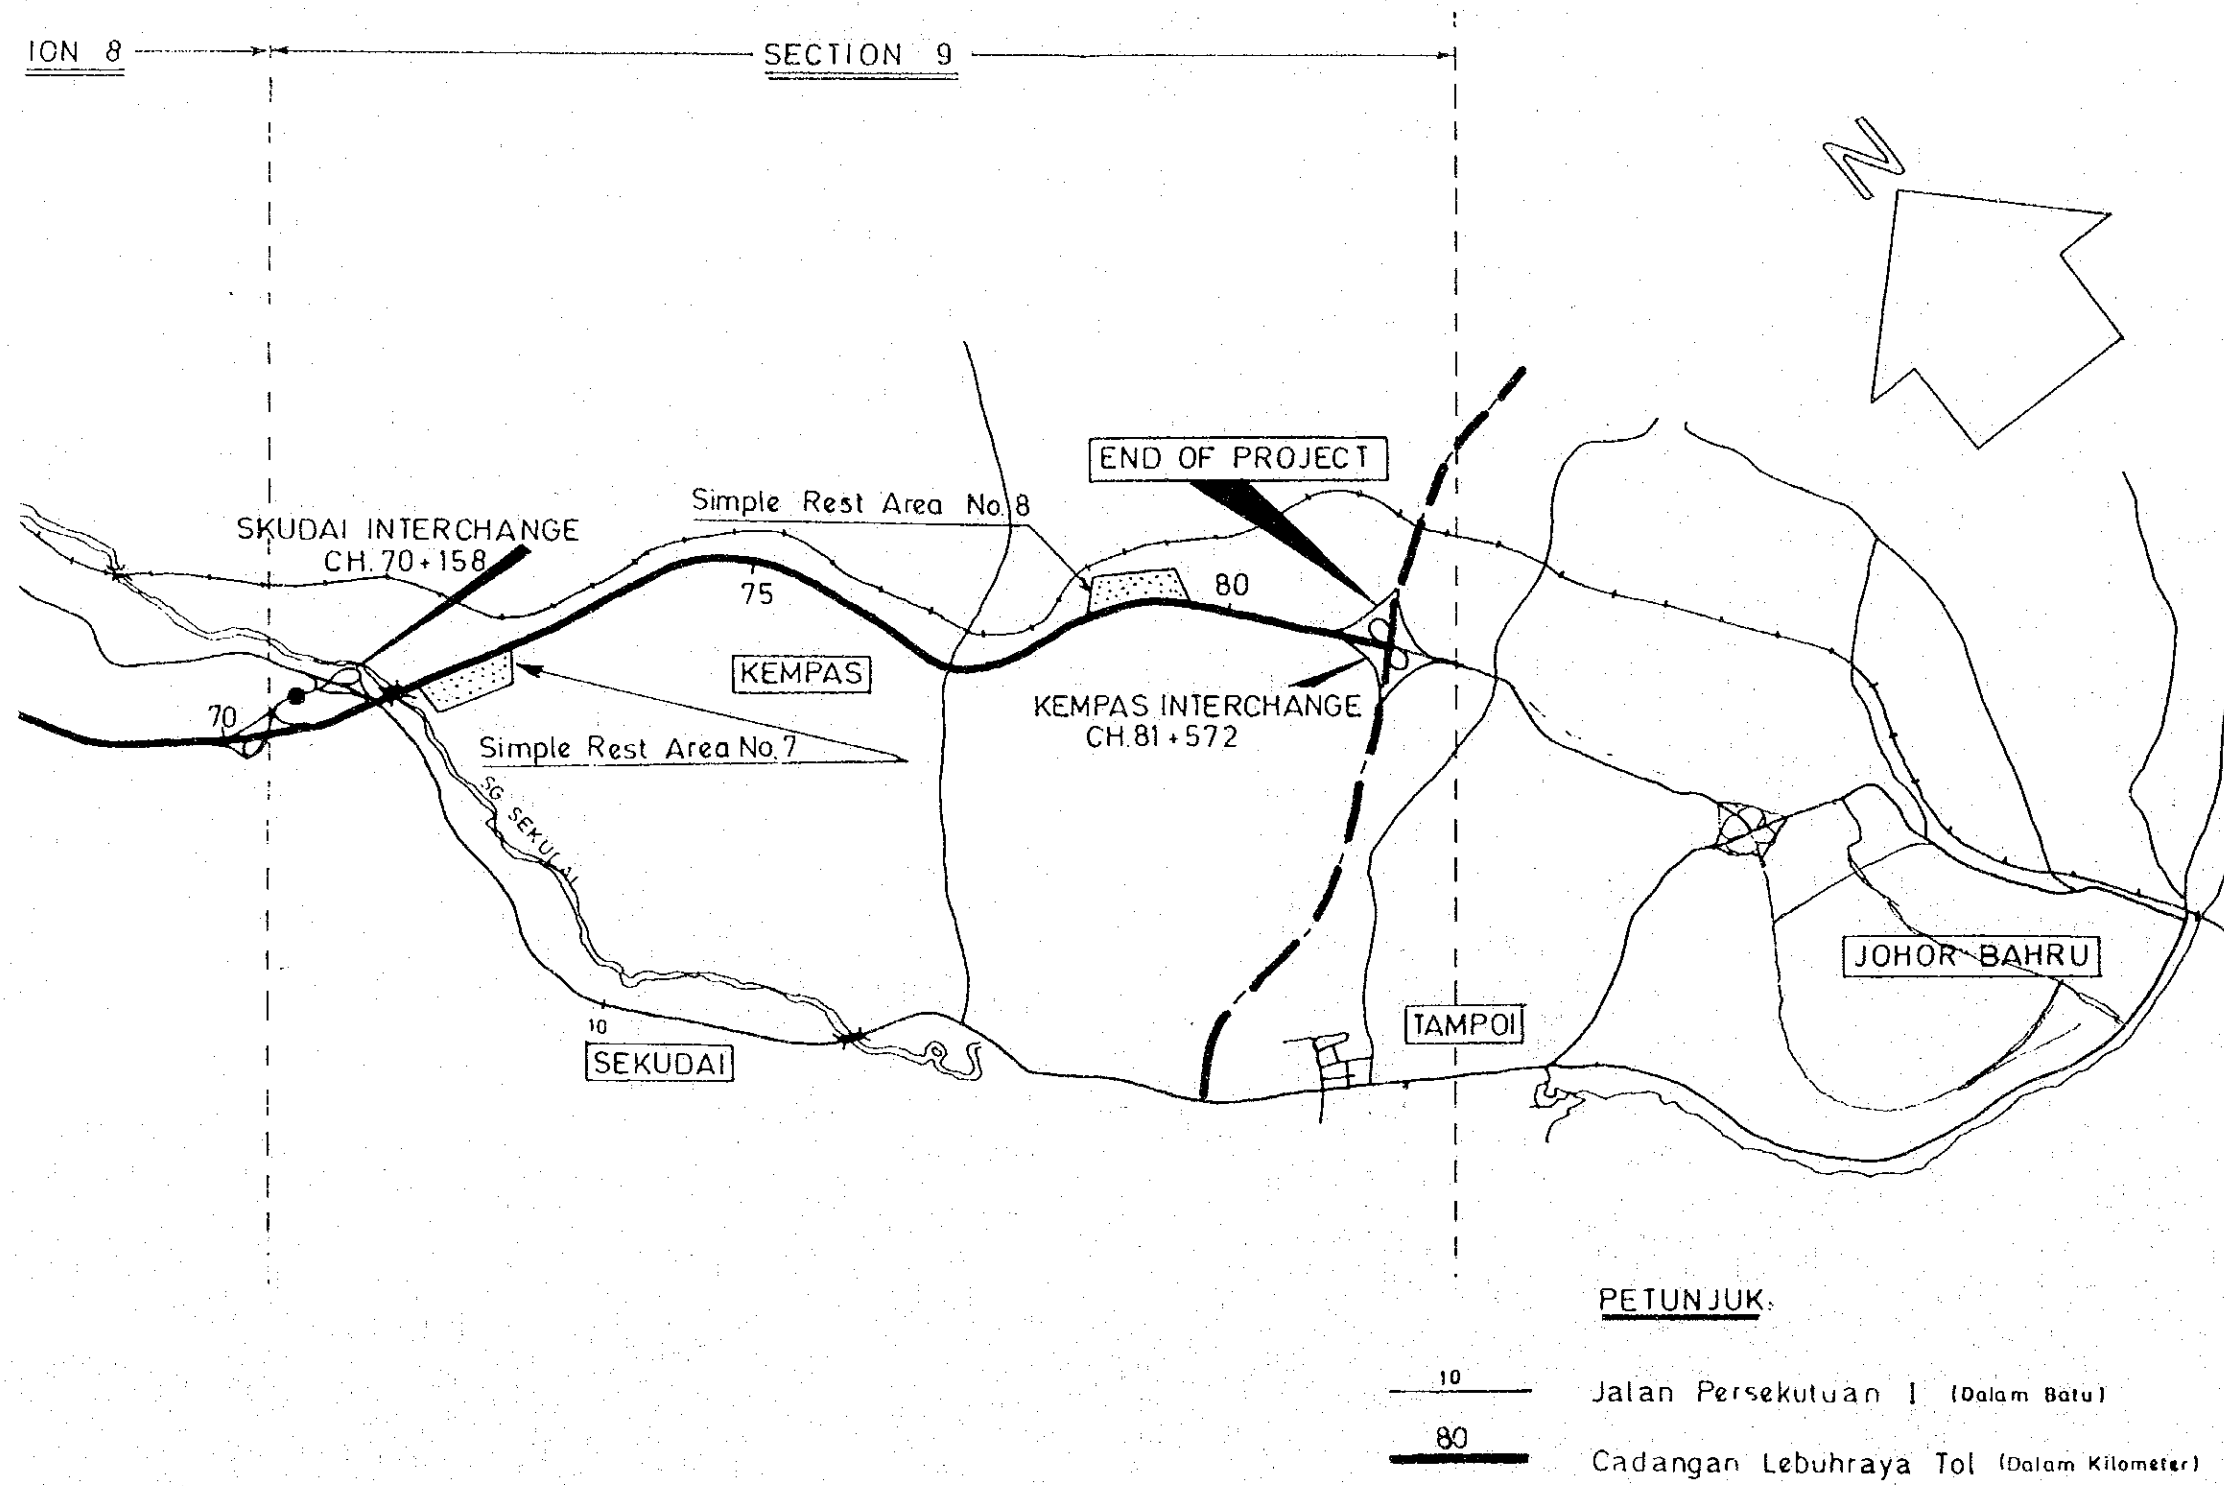 ION 8
SECTION 9
N
END OF PROJECT
Simple Rest Area No.8
SKUDAI INTERCHANGE
CH.70+158
75
80
KEMPAS
70
KEMPAS INTERCHANGE
CH.81+572
Simple Rest Area No.7
SG SEKUDAI
JOHOR BAHRU
10
TAMPOI
SEKUDAI
PETUNJUK:
10
Jalan Persekutuan I (Dalam Batu)
80
Cadangan Lebuhraya Tol (Dalam Kilometer)